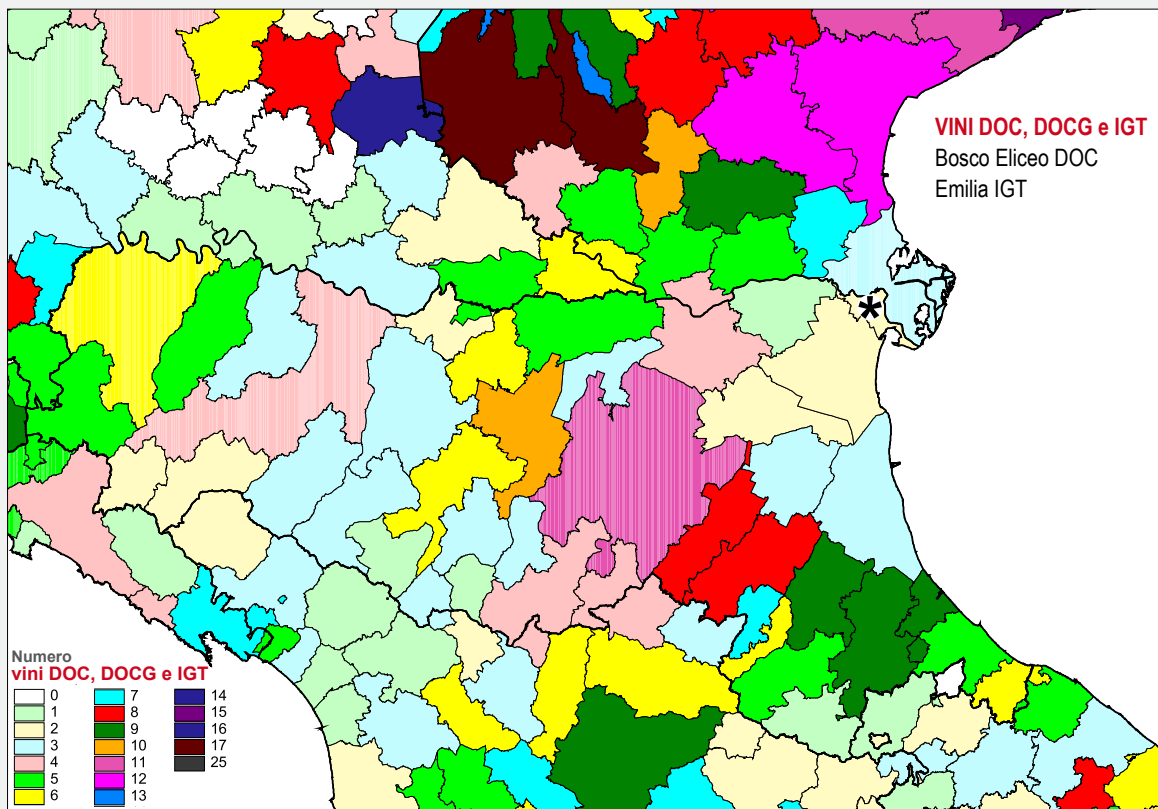 VINI DOC, DOCG e IGT
Bosco Eliceo DOC
Emilia IGT
*
Numero
vini DOC, DOCG e IGT
0 7 14
1 8 15
2 9 16
3 10 17
4 11 25
5 12
6 13